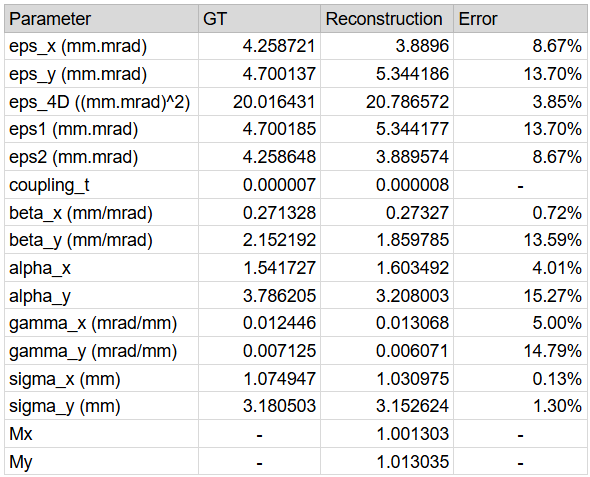 Parameter GT Reconstruction Error
eps_x (mm.mrad) 4.258721 3.8896 8.67%
eps_y (mm.mrad) 4.700137 5.344186 13.70%
eps_4D ((mm.mrad)^2) 20.016431 20.786572 3.85%
eps1 (mm.mrad) 4.700185 5.344177 13.70%
eps2 (mm.mrad) 4.258648 3.889574 8.67%
coupling_t 0.000007 0.000008 -
beta_x (mm/mrad) 0.271328 0.27327 0.72%
beta_y (mm/mrad) 2.152192 1.859785 13.59%
alpha_x 1.541727 1.603492 4.01%
alpha_y 3.786205 3.208003 15.27%
gamma_x (mrad/mm) 0.012446 0.013068 5.00%
gamma_y (mrad/mm) 0.007125 0.006071 14.79%
sigma_x (mm) 1.074947 1.030975 0.13%
sigma_y (mm) 3.180503 3.152624 1.30%
Mx - 1.001303 -
My - 1.013035 -